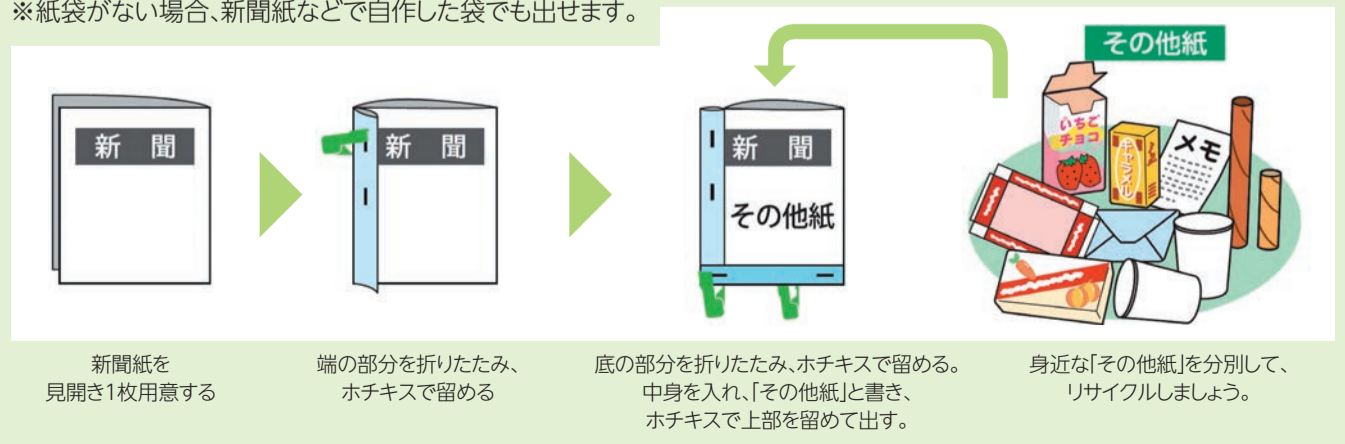 ※紙袋がない場合、新聞紙などで自作した袋でも出せます。
新聞
新聞
新聞
その他紙
その他紙
いちご
チョコ
キャラメル
メモ
新聞紙を
見開き1枚用意する
端の部分を折りたたみ、
ホチキスで留める
底の部分を折りたたみ、ホチキスで留める。
中身を入れ、「その他紙」と書き、
ホチキスで上部を留めて出す。
身近な「その他紙」を分別して、
リサイクルしましょう。